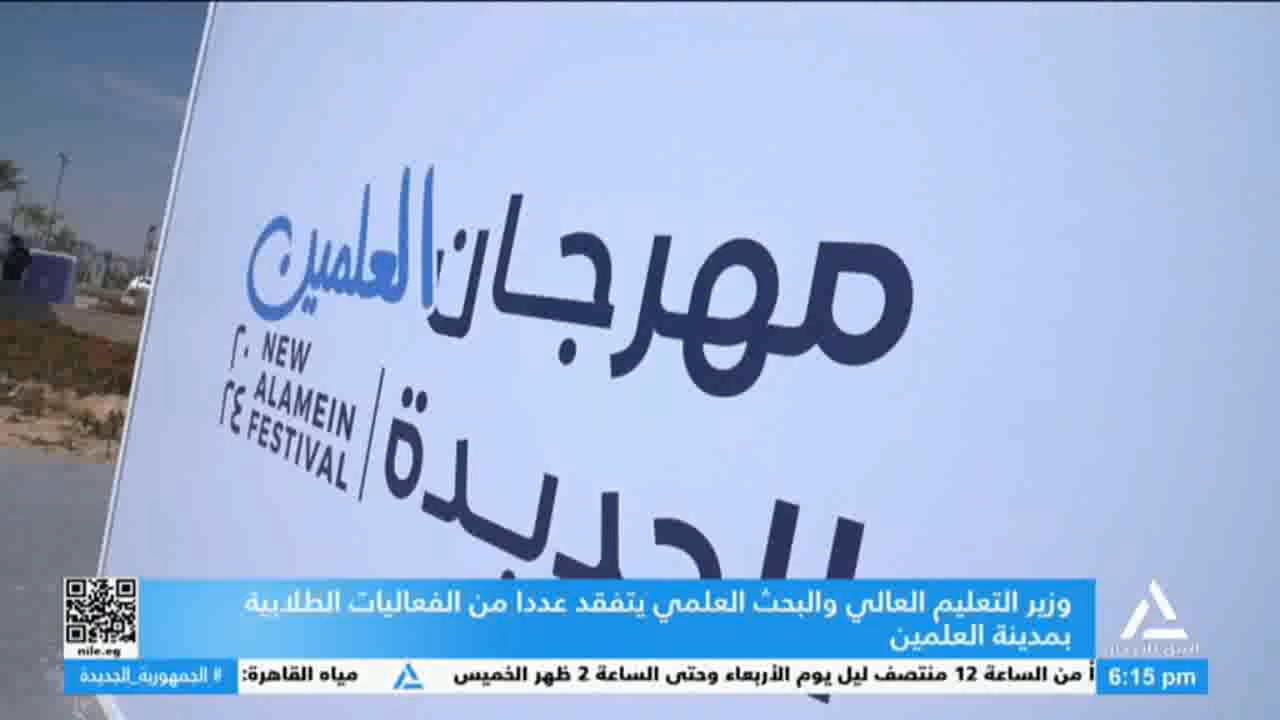 مهرجان العلمين
الجديدة
٢٠
٢٤
NEW
ALAMEIN
FESTIVAL
وزير التعليم العالي والبحث العلمي يتفقد عددا من الفعاليات الطلابية
بمدينة العلمين
nile.eg
# الجمهورية_الجديدة
أ من الساعة 12 منتصف ليل يوم الأربعاء وحتى الساعة 2 ظهر الخميس
مياه القاهرة:
6:15 pm